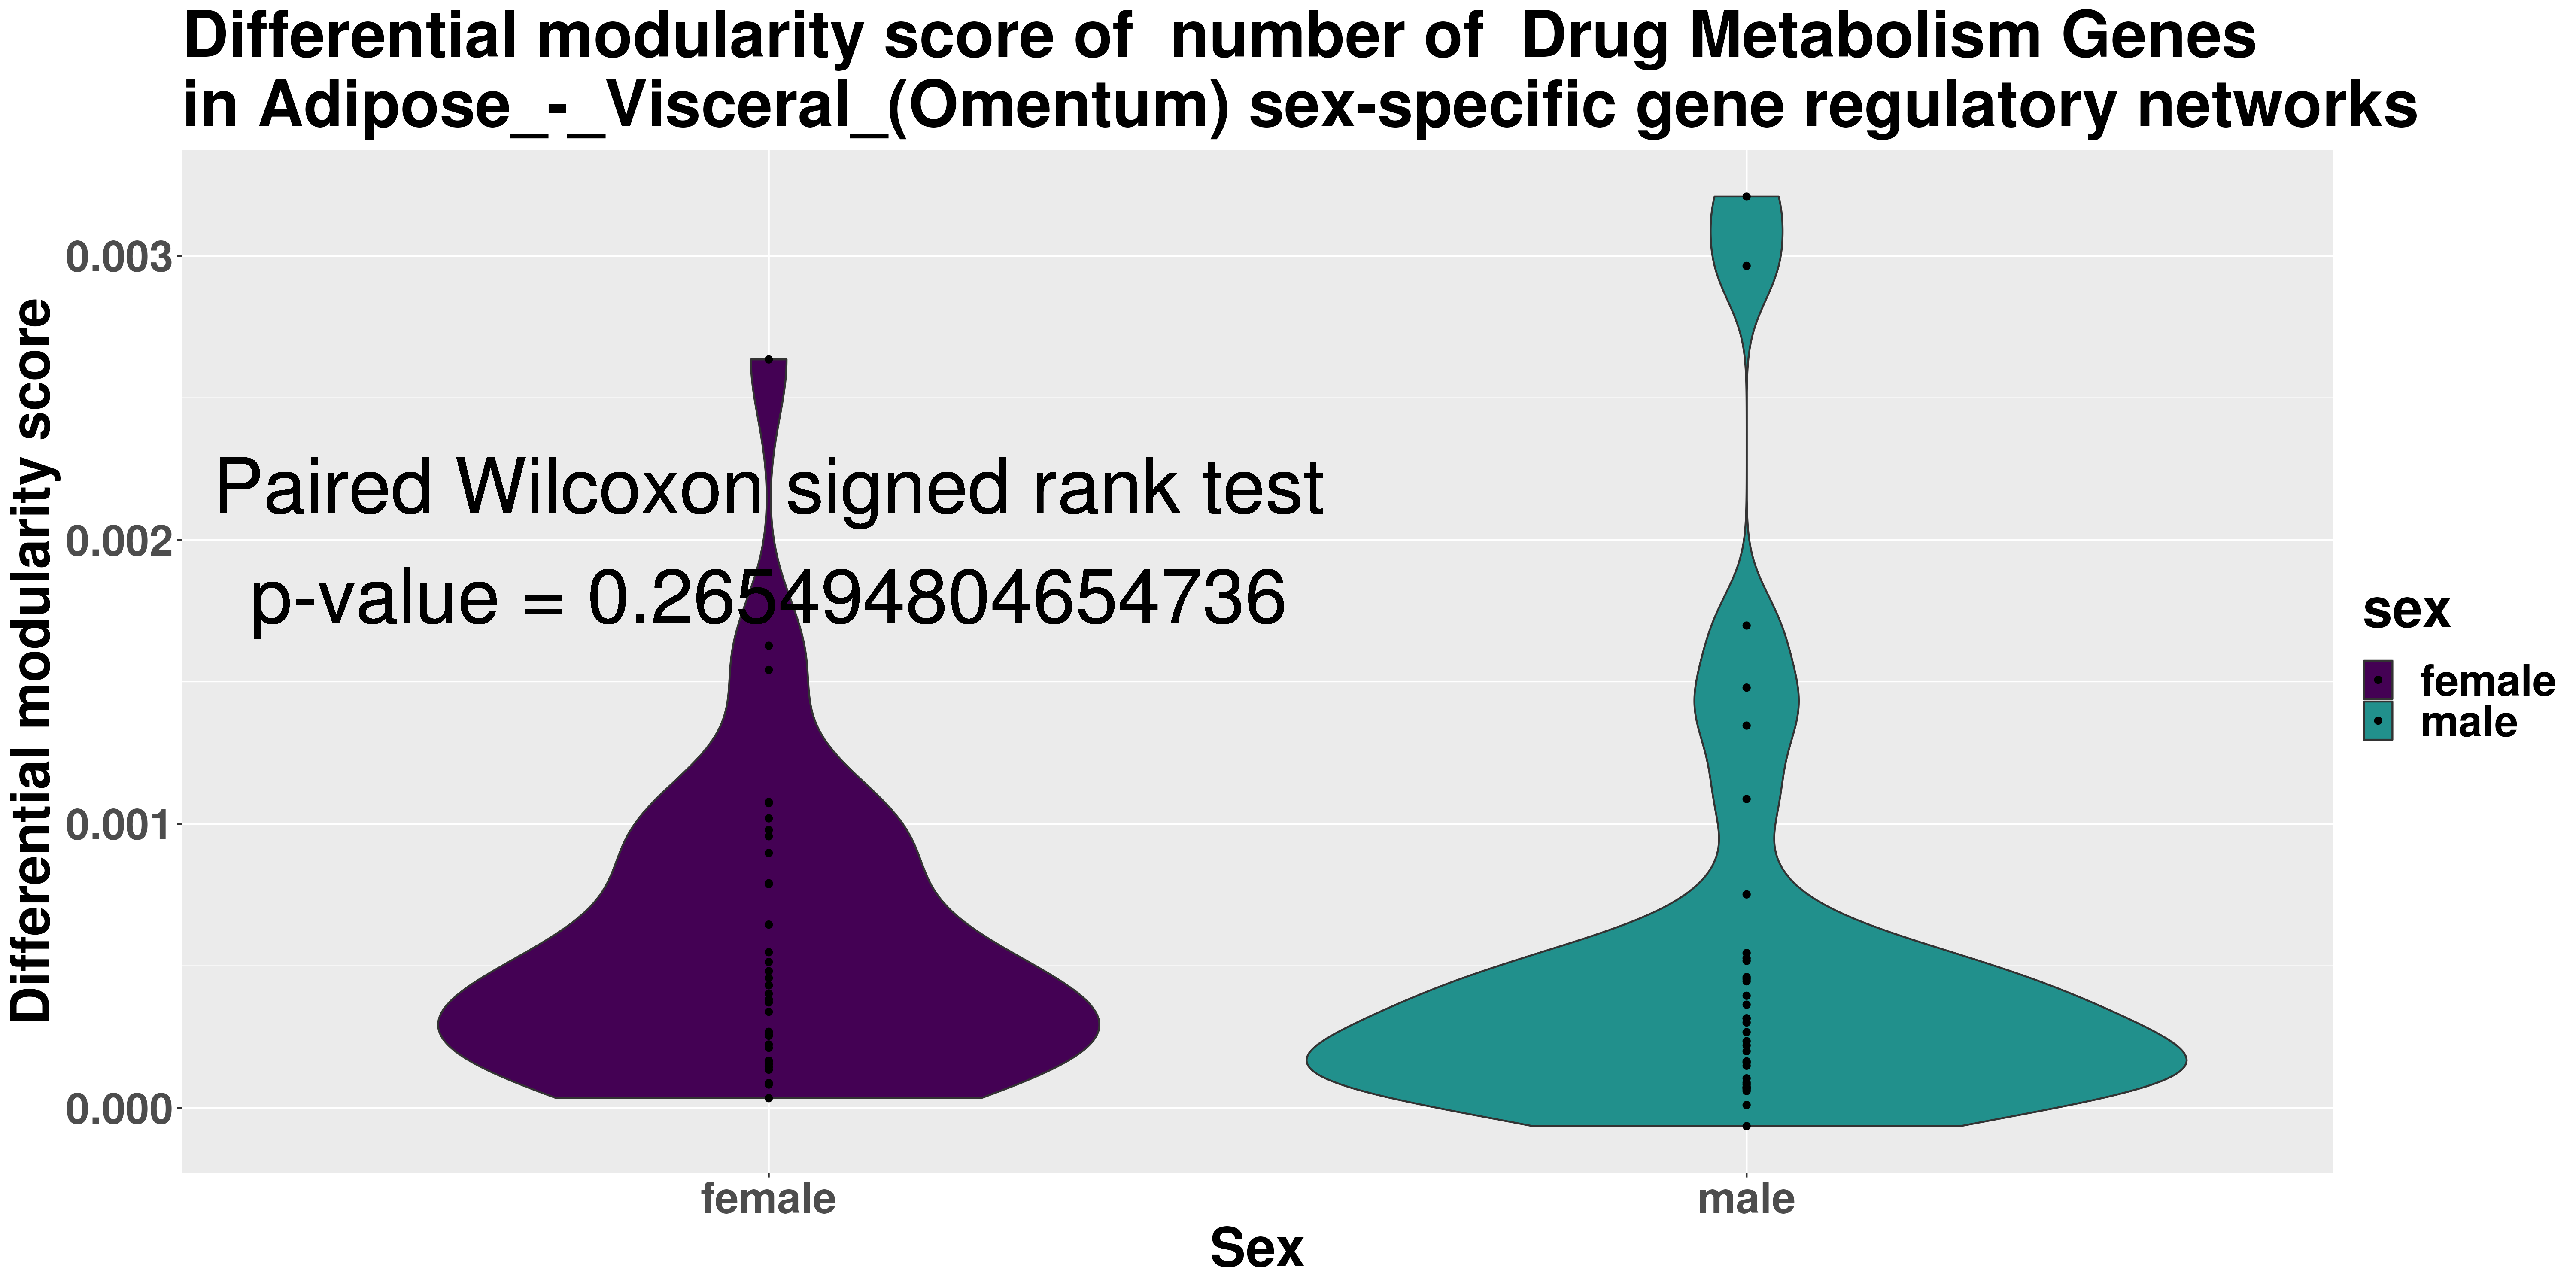 Differential modularity score of  number of  Drug Metabolism Genes
in Adipose_-_Visceral_(Omentum) sex-specific gene regulatory networks
Differential modularity score
0.003
0.002
0.001
0.000
Paired Wilcoxon signed rank test
p-value = 0.265494804654736
female
male
Sex
sex
female
male